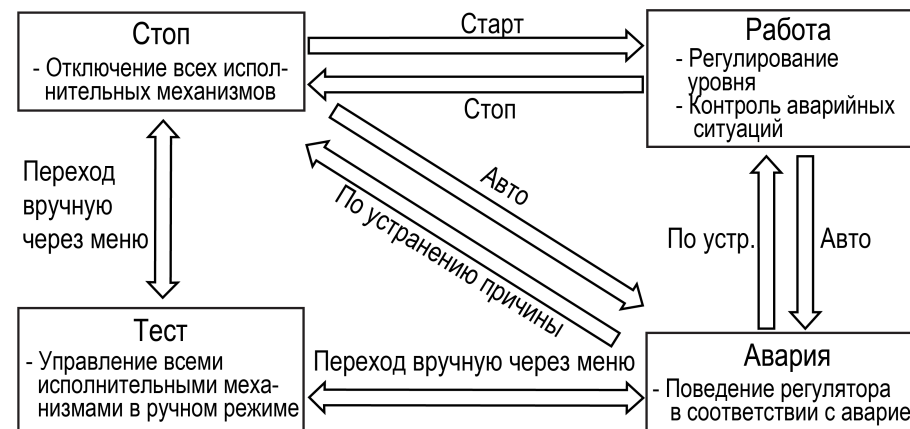 Стоп
- Отключение всех испол-
нительных механизмов
Старт
Стоп
Работа
- Регулирование
уровня
- Контроль аварийных
ситуаций
Переход
вручную
через меню
Авто
По устранению причины
По устр.
Авто
Тест
- Управление всеми
исполнительными меха-
низмами в ручном режиме
Переход вручную через меню
Авария
- Поведение регулятора
в соответствии с аварие